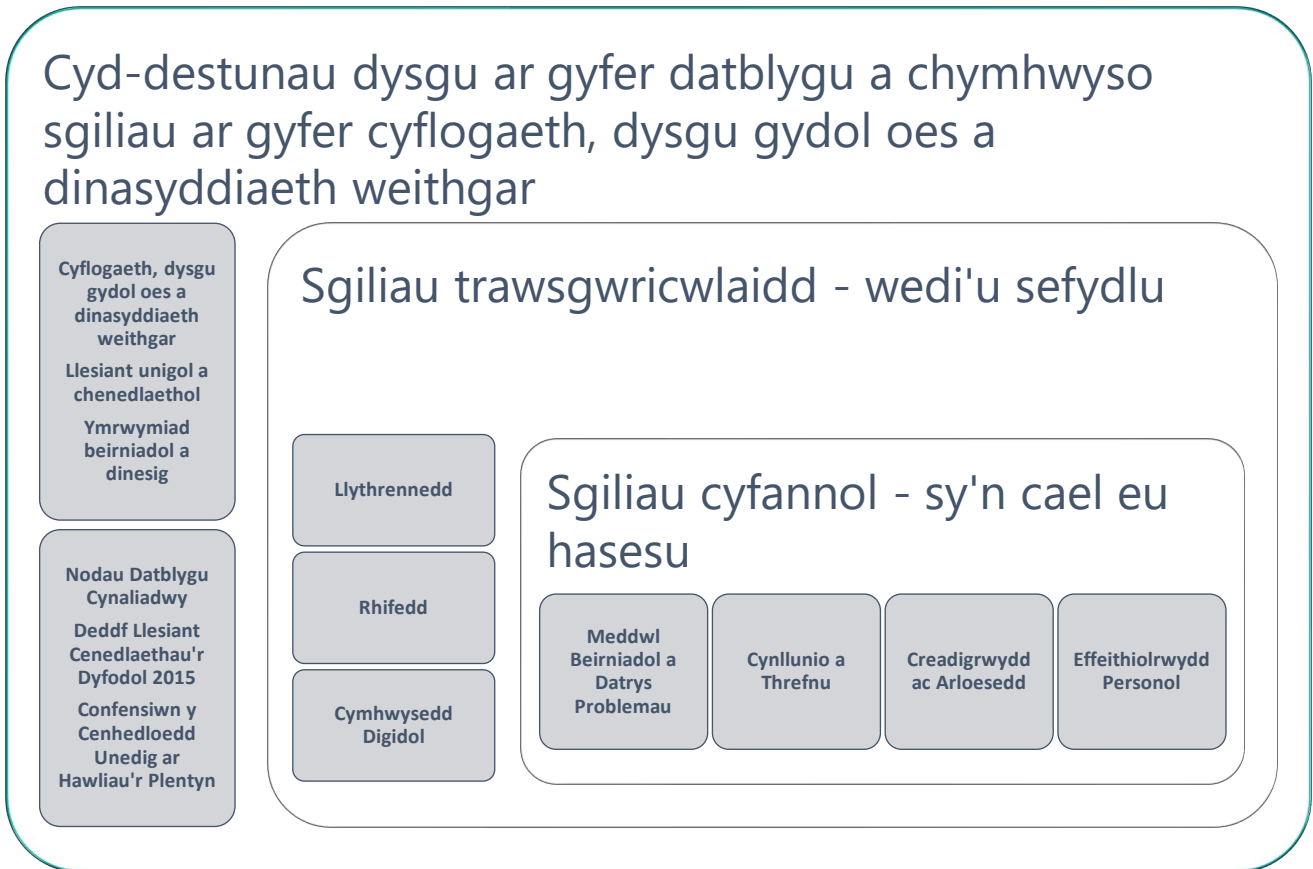 Cyd-destunau dysgu ar gyfer datblygu a chymhwyso
sgiliau ar gyfer cyflogaeth, dysgu gydol oes a
dinasyddiaeth weithgar
Cyflogaeth, dysgu
gydol oes a
dinasyddiaeth
weithgar
Llesiant unigol a
chenedlaethol
Ymrwymiad
beirniadol a
dinesig
Nodau Datblygu
Cynaliadwy
Deddf Llesiant
Cenedlaethau'r
Dyfodol 2015
Confensiwn y
Cenhedloedd
Unedig ar
Hawliau'r Plentyn
Sgiliau trawsgwricwlaidd - wedi'u sefydlu
Llythrennedd
Rhifedd
Cymhwysedd
Digidol
Sgiliau cyfannol - sy'n cael eu
hasesu
Meddwl
Beirniadol a
Datrys
Problemau
Cynllunio a
Threfnu
Creadigrwydd
ac Arloesedd
Effeithiolrwydd
Personol